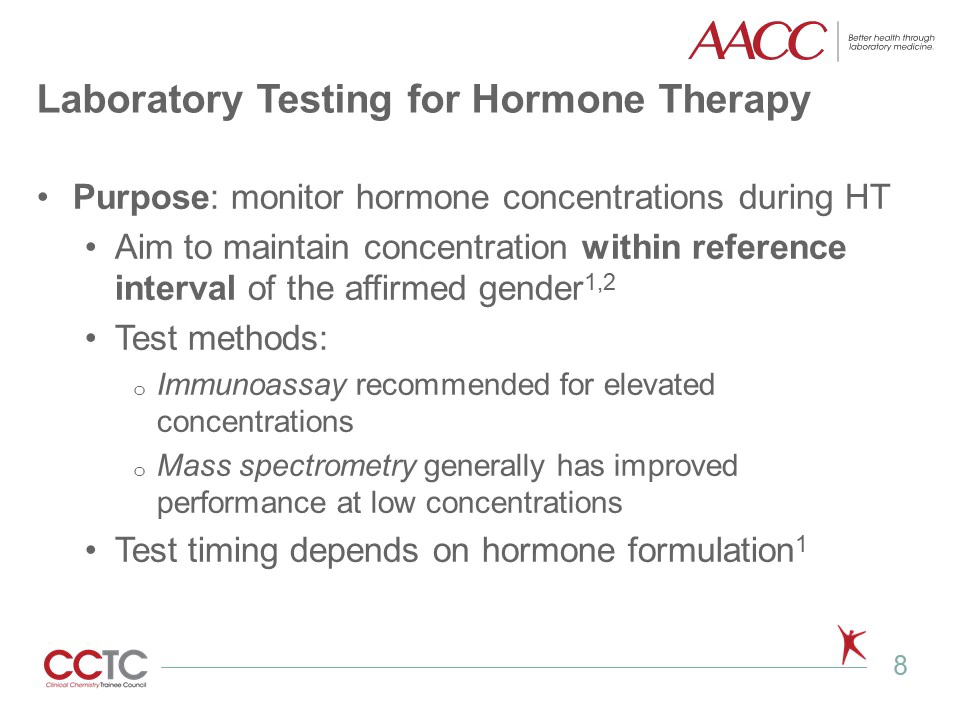 AACC
Better health through
laboratory medicine.
Laboratory Testing for Hormone Therapy
• Purpose: monitor hormone concentrations during HT
• Aim to maintain concentration within reference
interval of the affirmed gender1,2
• Test methods:
o Immunoassay recommended for elevated
concentrations
o Mass spectrometry generally has improved
performance at low concentrations
• Test timing depends on hormone formulation1
CCTC
Clinical Chemistry Trainee Council
8